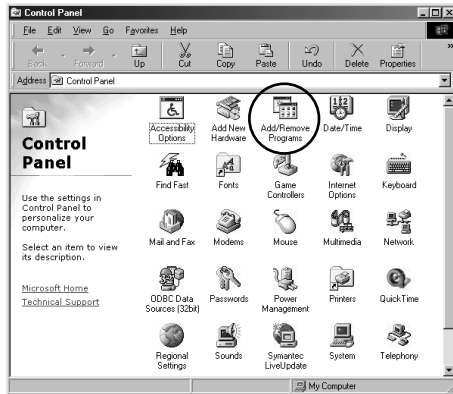 Control Panel
File Edit View Go Favorites Help
Back Forward Up Cut Copy Paste Undo Delete Properties »
Address Control Panel
Control
Panel
Use the settings in
Control Panel to
personalize your
computer.
Select an item to view
its description.
Microsoft Home
Technical Support
Accessibility
Options
Add New
Hardware
Add/Remove
Programs
Date/Time
Display
Find Fast
Fonts
Game
Controllers
Internet
Options
Keyboard
Mail and Fax
Modems
Mouse
Multimedia
Network
ODBC Data
Sources (32bit)
Passwords
Power
Management
Printers
QuickTime
Regional
Settings
Sounds
Symantec
LiveUpdate
System
Telephony
My Computer